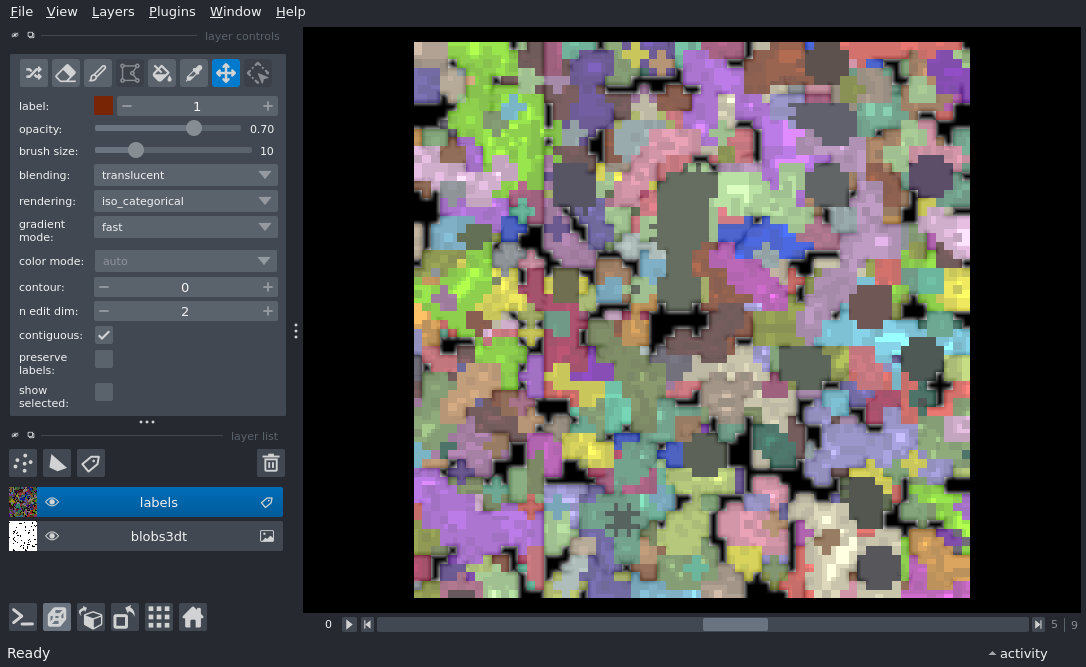 File View Layers Plugins Window Help
layer controls
label: 1
opacity: 0.70
brush size: 10
blending: translucent
rendering: iso_categorical
gradient
mode: fast
color mode: auto
contour: 0
n edit dim: 2
contiguous:
preserve
labels:
show
selected:
layer list
labels
blobs3dt
0 5 9
Ready activity